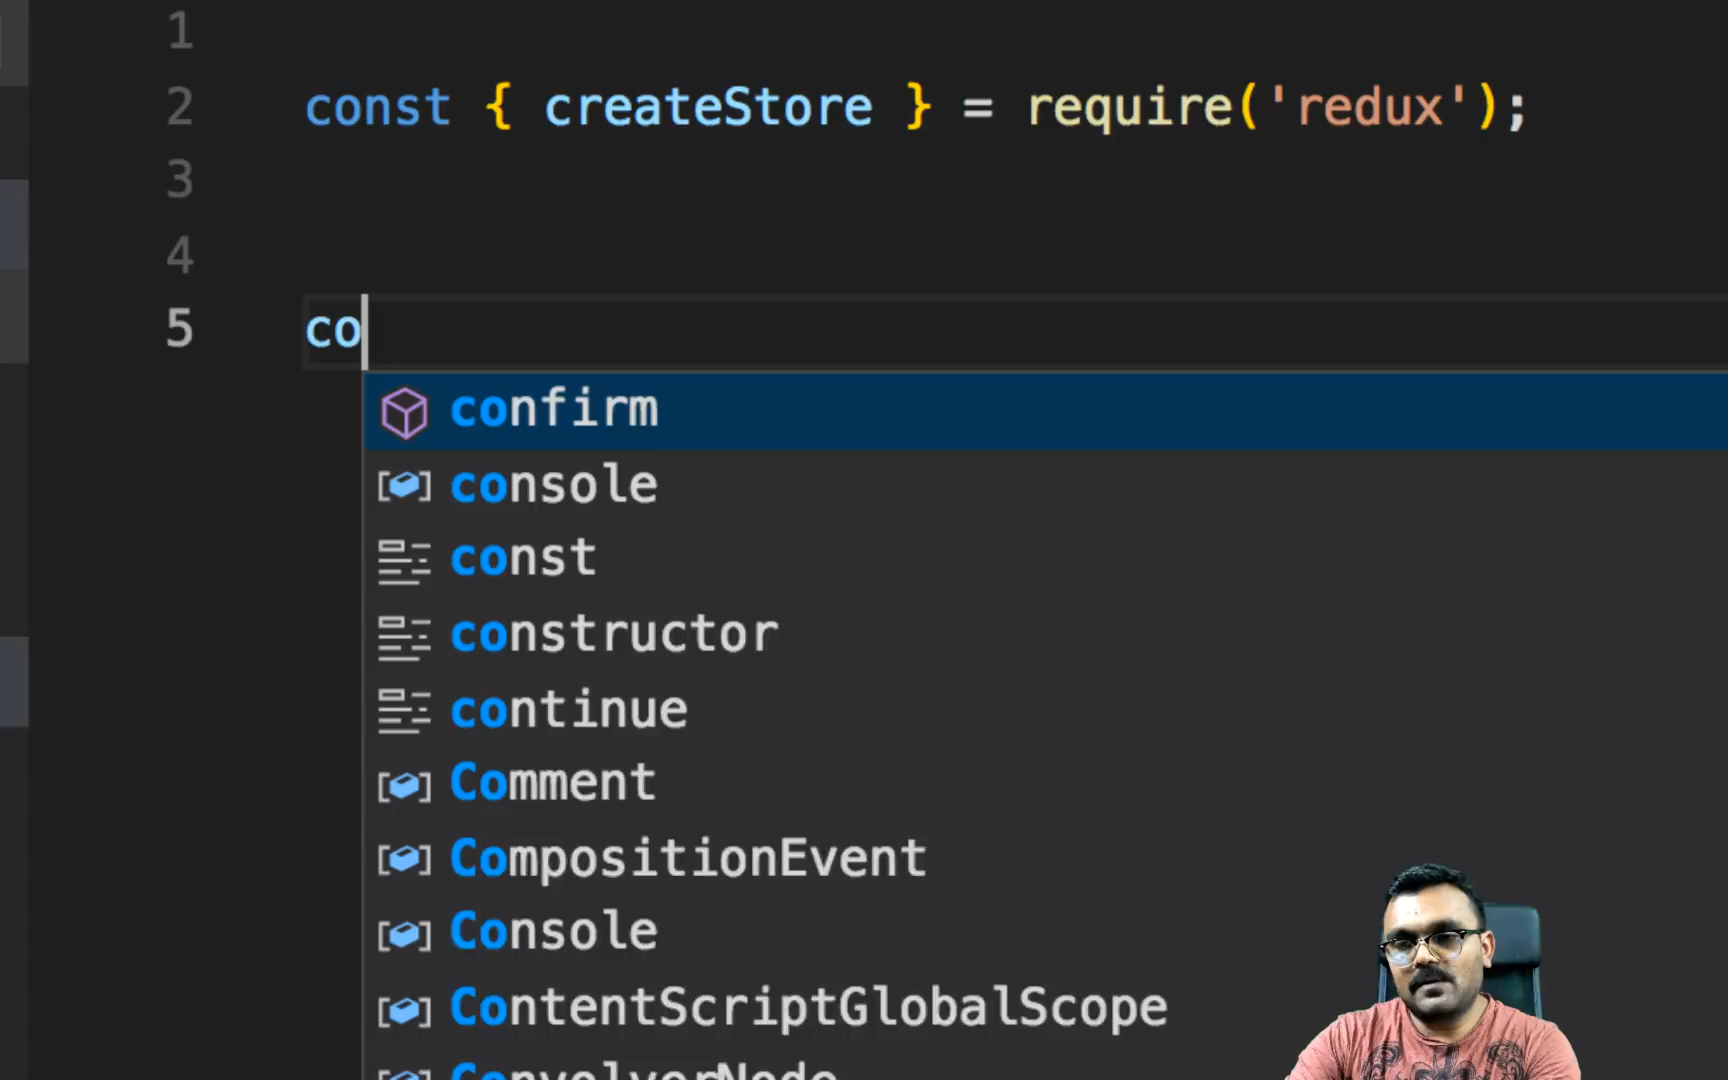 1
2 const { createStore } = require('redux');
3
4
5 co
confirm
console
const
constructor
continue
Comment
CompositionEvent
Console
ContentScriptGlobalScope
ConvolverNode